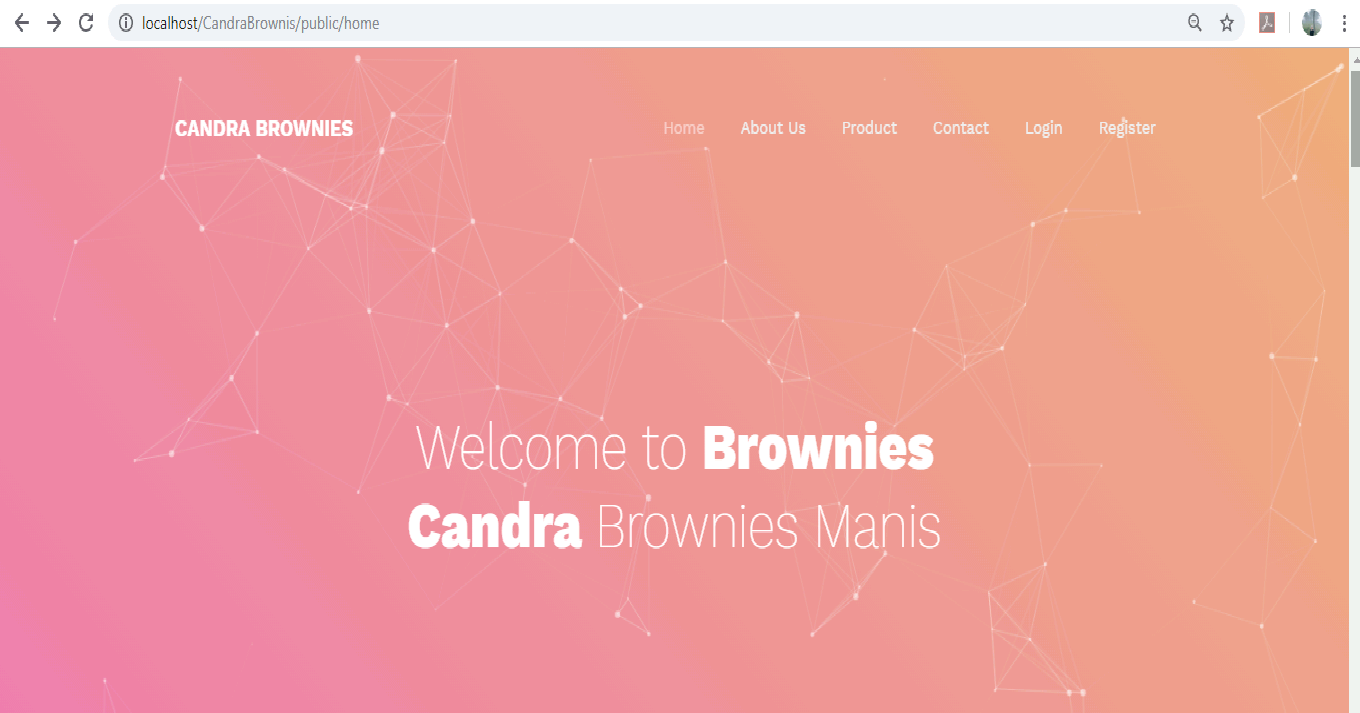 localhost/CandraBrownis/public/home
CANDRA BROWNIES Home About Us Product Contact Login Register
Welcome to Brownies
Candra Brownies Manis